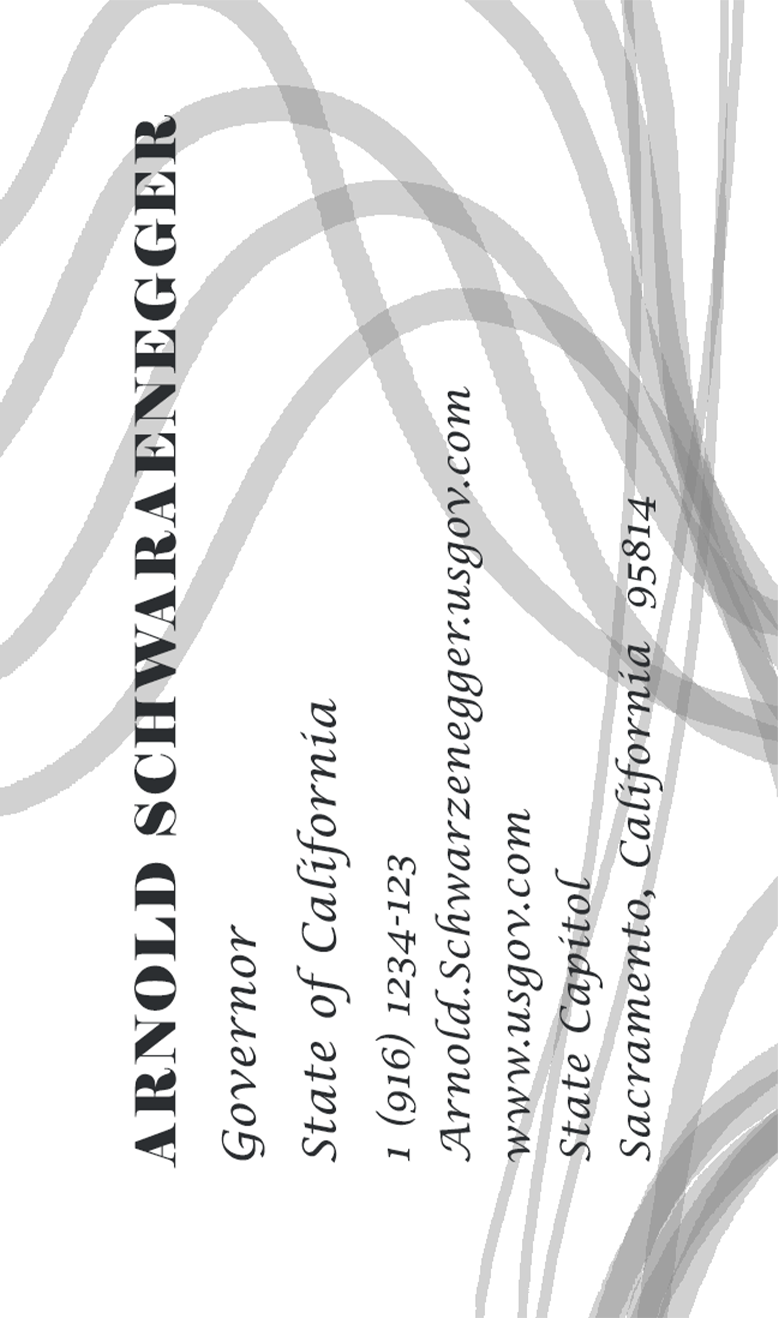 ARNOLD SCHWARAENEGGER
Governor
State of California
1 (916) 1234-123
Arnold.Schwarzenegger.usgov.com
www.usgov.com
State Capitol
Sacramento, California 95814